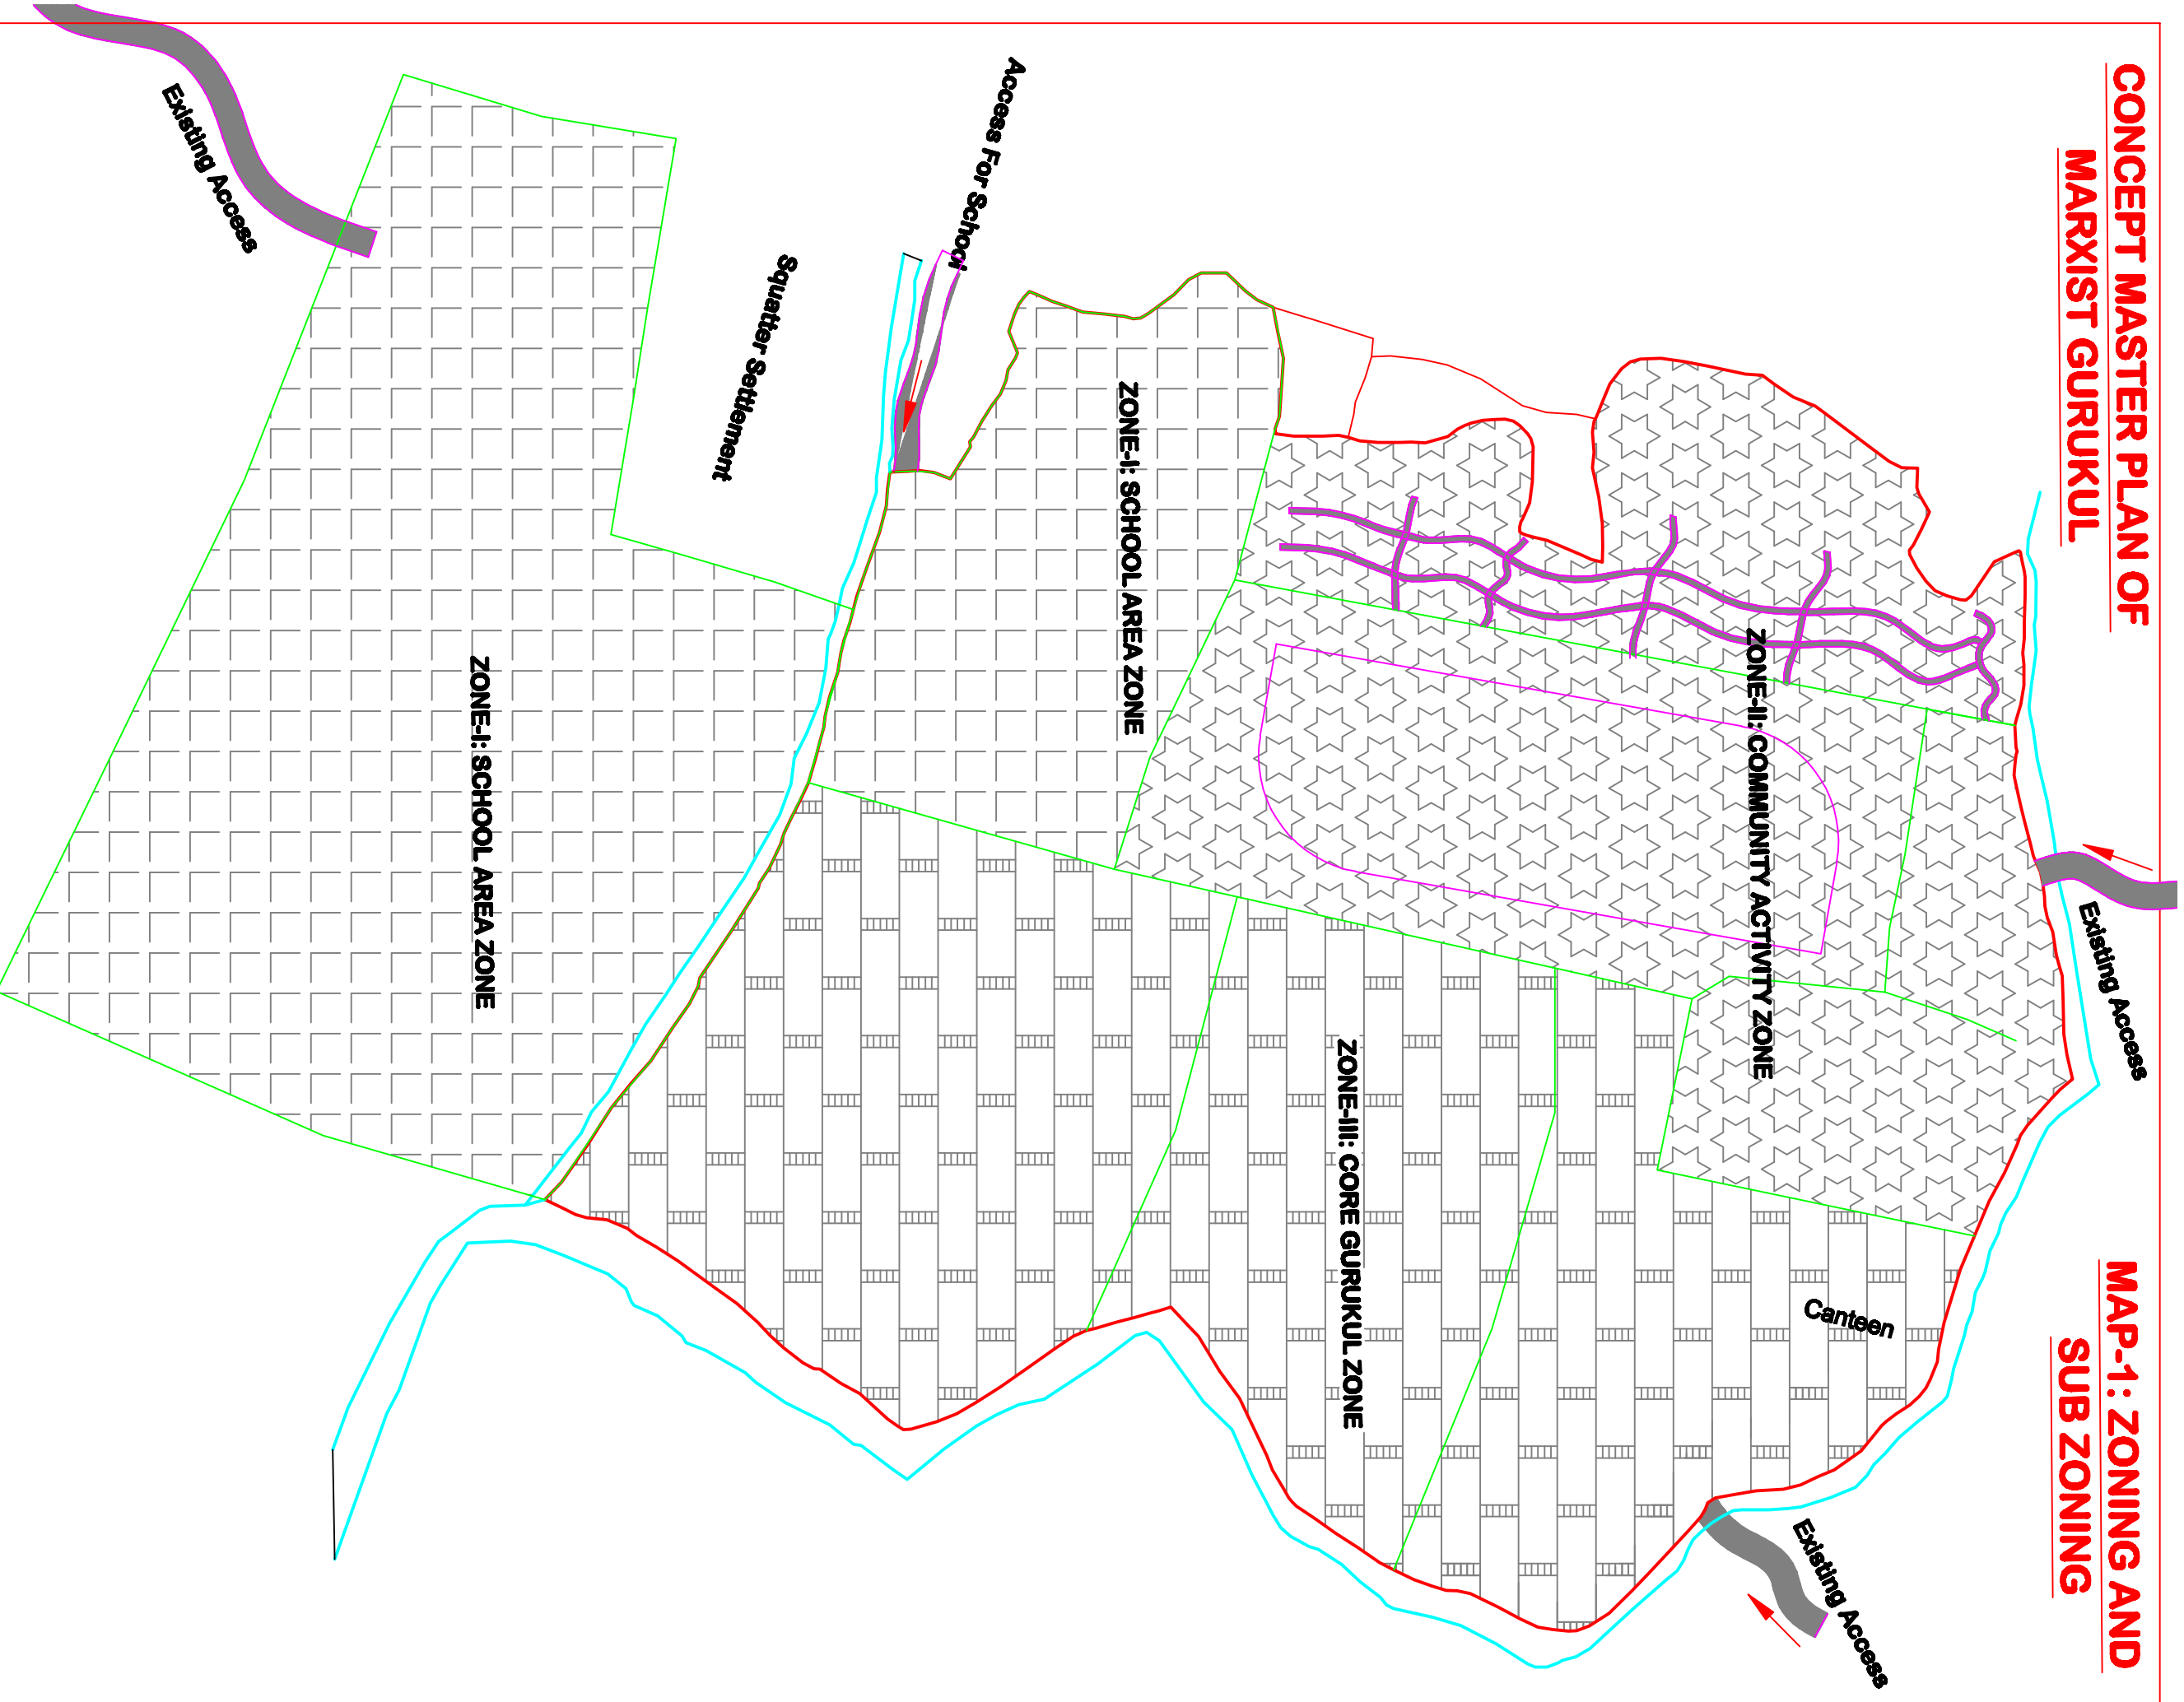 CONCEPT MASTER PLAN OF
MARXIST GURUKUL
MAP-1: ZONING AND
SUB ZONING
Existing Access
Existing Access
Canteen
Existing Access
ZONE-II: COMMUNITY ACTIVITY ZONE
ZONE-III: CORE GURUKUL ZONE
ZONE-I: SCHOOL AREA ZONE
Access For School
Squatter Settlement
ZONE-I: SCHOOL AREA ZONE
Existing Access